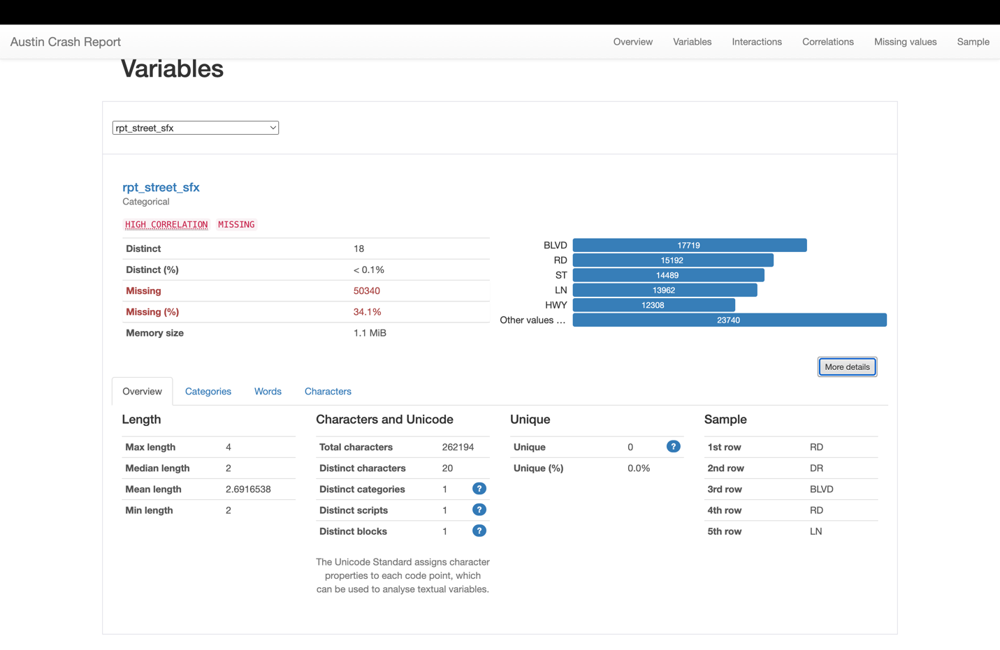 Austin Crash Report
Overview Variables Interactions Correlations Missing values Sample
Variables
rpt_street_sfx
rpt_street_sfx
Categorical
HIGH CORRELATION MISSING
Distinct 18
Distinct (%) < 0.1%
Missing 50340
Missing (%) 34.1%
Memory size 1.1 MiB
BLVD 17719
RD 15192
ST 14489
LN 13962
HWY 12308
Other values ... 23740
More details
Overview Categories Words Characters
Length
Max length 4
Median length 2
Mean length 2.6916538
Min length 2
Characters and Unicode
Total characters 262194
Distinct characters 20
Distinct categories 1 ?
Distinct scripts 1 ?
Distinct blocks 1 ?
The Unicode Standard assigns character
properties to each code point, which
can be used to analyse textual variables.
Unique
Unique 0 ?
Unique (%) 0.0%
Sample
1st row RD
2nd row DR
3rd row BLVD
4th row RD
5th row LN